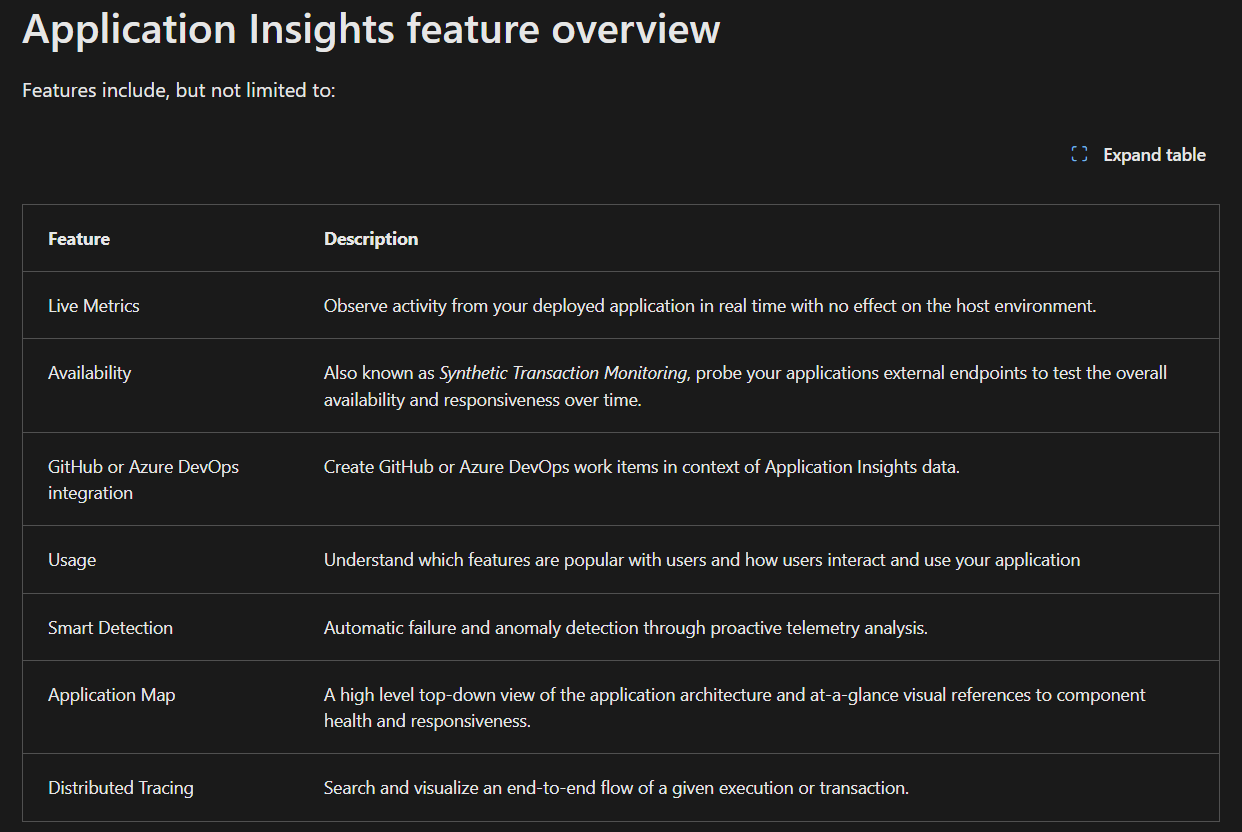 Application Insights feature overview
Features include, but not limited to:
Expand table
Feature Description
Live Metrics Observe activity from your deployed application in real time with no effect on the host environment.
Availability Also known as Synthetic Transaction Monitoring, probe your applications external endpoints to test the overall
availability and responsiveness over time.
GitHub or Azure DevOps Create GitHub or Azure DevOps work items in context of Application Insights data.
integration
Usage Understand which features are popular with users and how users interact and use your application
Smart Detection Automatic failure and anomaly detection through proactive telemetry analysis.
Application Map A high level top-down view of the application architecture and at-a-glance visual references to component
health and responsiveness.
Distributed Tracing Search and visualize an end-to-end flow of a given execution or transaction.